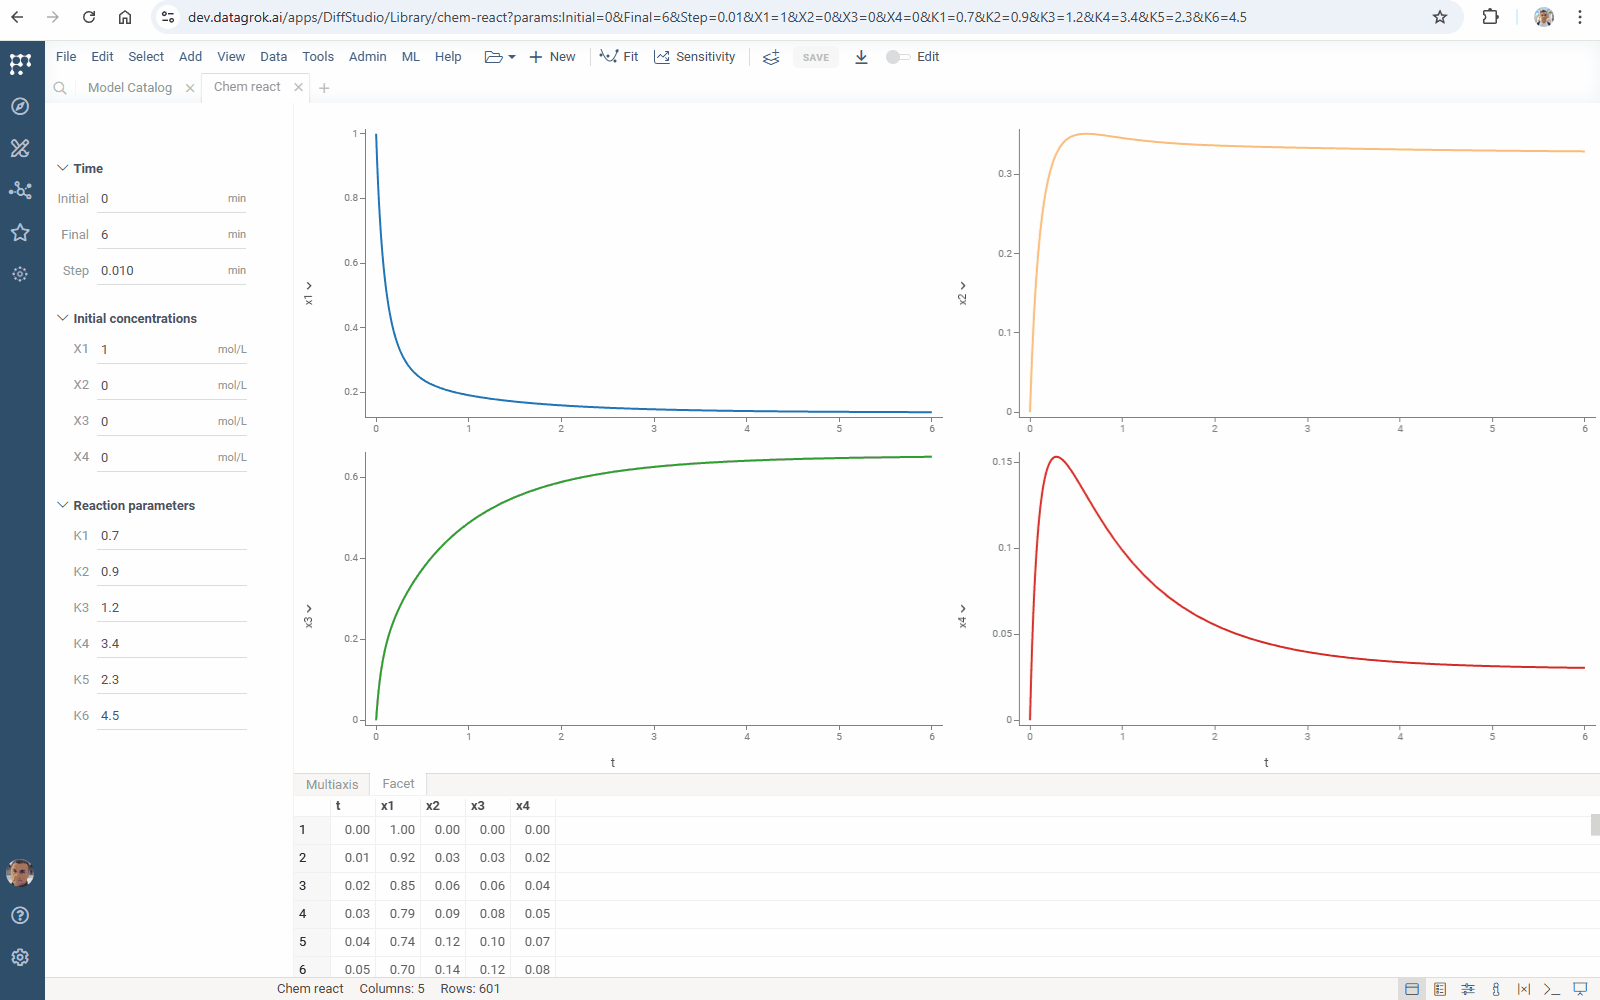 dev.datagrok.ai/apps/DiffStudio/Library/chem-react?params:Initial=0&Final=6&Step=0.01&X1=1&X2=0&X3=0&X4=0&K1=0.7&K2=0.9&K3=1.2&K4=3.4&K5=2.3&K6=4.5
File Edit Select Add View Data Tools Admin ML Help New Fit Sensitivity SAVE Edit
Model Catalog Chem react
Time
Initial 0 min
Final 6 min
Step 0.010 min
Initial concentrations
X1 1 mol/L
X2 0 mol/L
X3 0 mol/L
X4 0 mol/L
Reaction parameters
K1 0.7
K2 0.9
K3 1.2
K4 3.4
K5 2.3
K6 4.5
x1
1
0.8
0.6
0.4
0.2
0 1 2 3 4 5 6
x2
0.3
0.2
0.1
0
0 1 2 3 4 5 6
x3
0.6
0.4
0.2
0
0 1 2 3 4 5 6
t
x4
0.15
0.1
0.05
0
0 1 2 3 4 5 6
t
Multiaxis Facet
t x1 x2 x3 x4
1 0.00 1.00 0.00 0.00 0.00
2 0.01 0.92 0.03 0.03 0.02
3 0.02 0.85 0.06 0.06 0.04
4 0.03 0.79 0.09 0.08 0.05
5 0.04 0.74 0.12 0.10 0.07
6 0.05 0.70 0.14 0.12 0.08
Chem react Columns: 5 Rows: 601